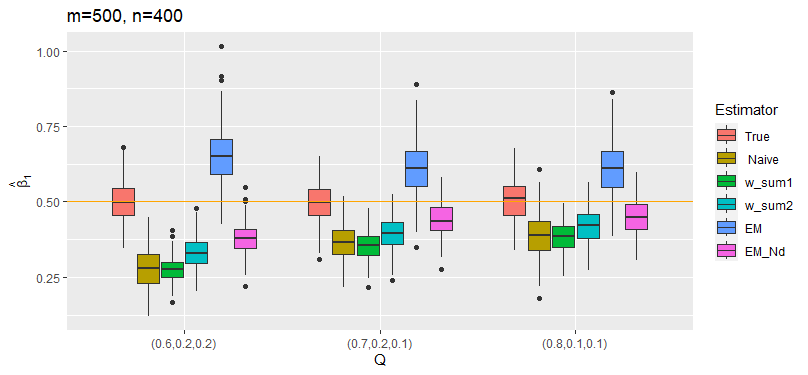 m=500, n=400
1.00
0.75
0.50
0.25
β̂₁
(0.6,0.2,0.2)
(0.7,0.2,0.1)
(0.8,0.1,0.1)
Q
Estimator
True
Naive
w_sum1
w_sum2
EM
EM_Nd